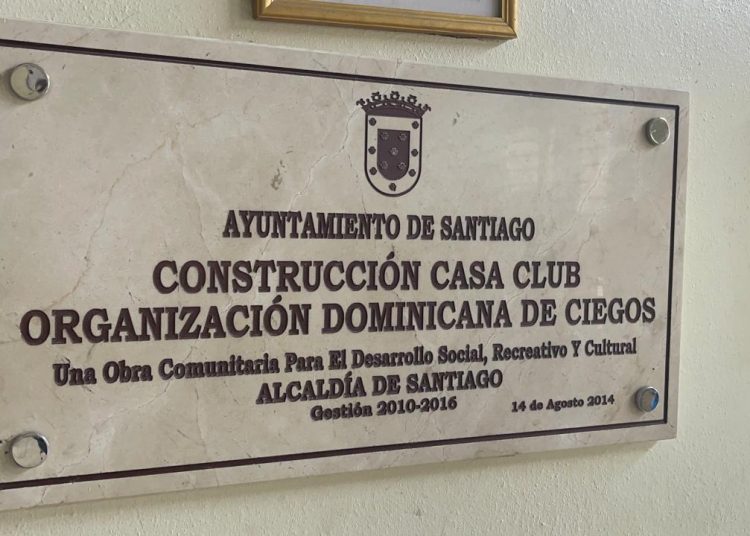 AYUNTAMIENTO DE SANTIAGO
CONSTRUCCIÓN CASA CLUB
ORGANIZACIÓN DOMINICANA DE CIEGOS
Una Obra Comunitaria Para El Desarrollo Social, Recreativo Y Cultural
ALCALDÍA DE SANTIAGO
Gestión 2010-2016
14 de Agosto 2014